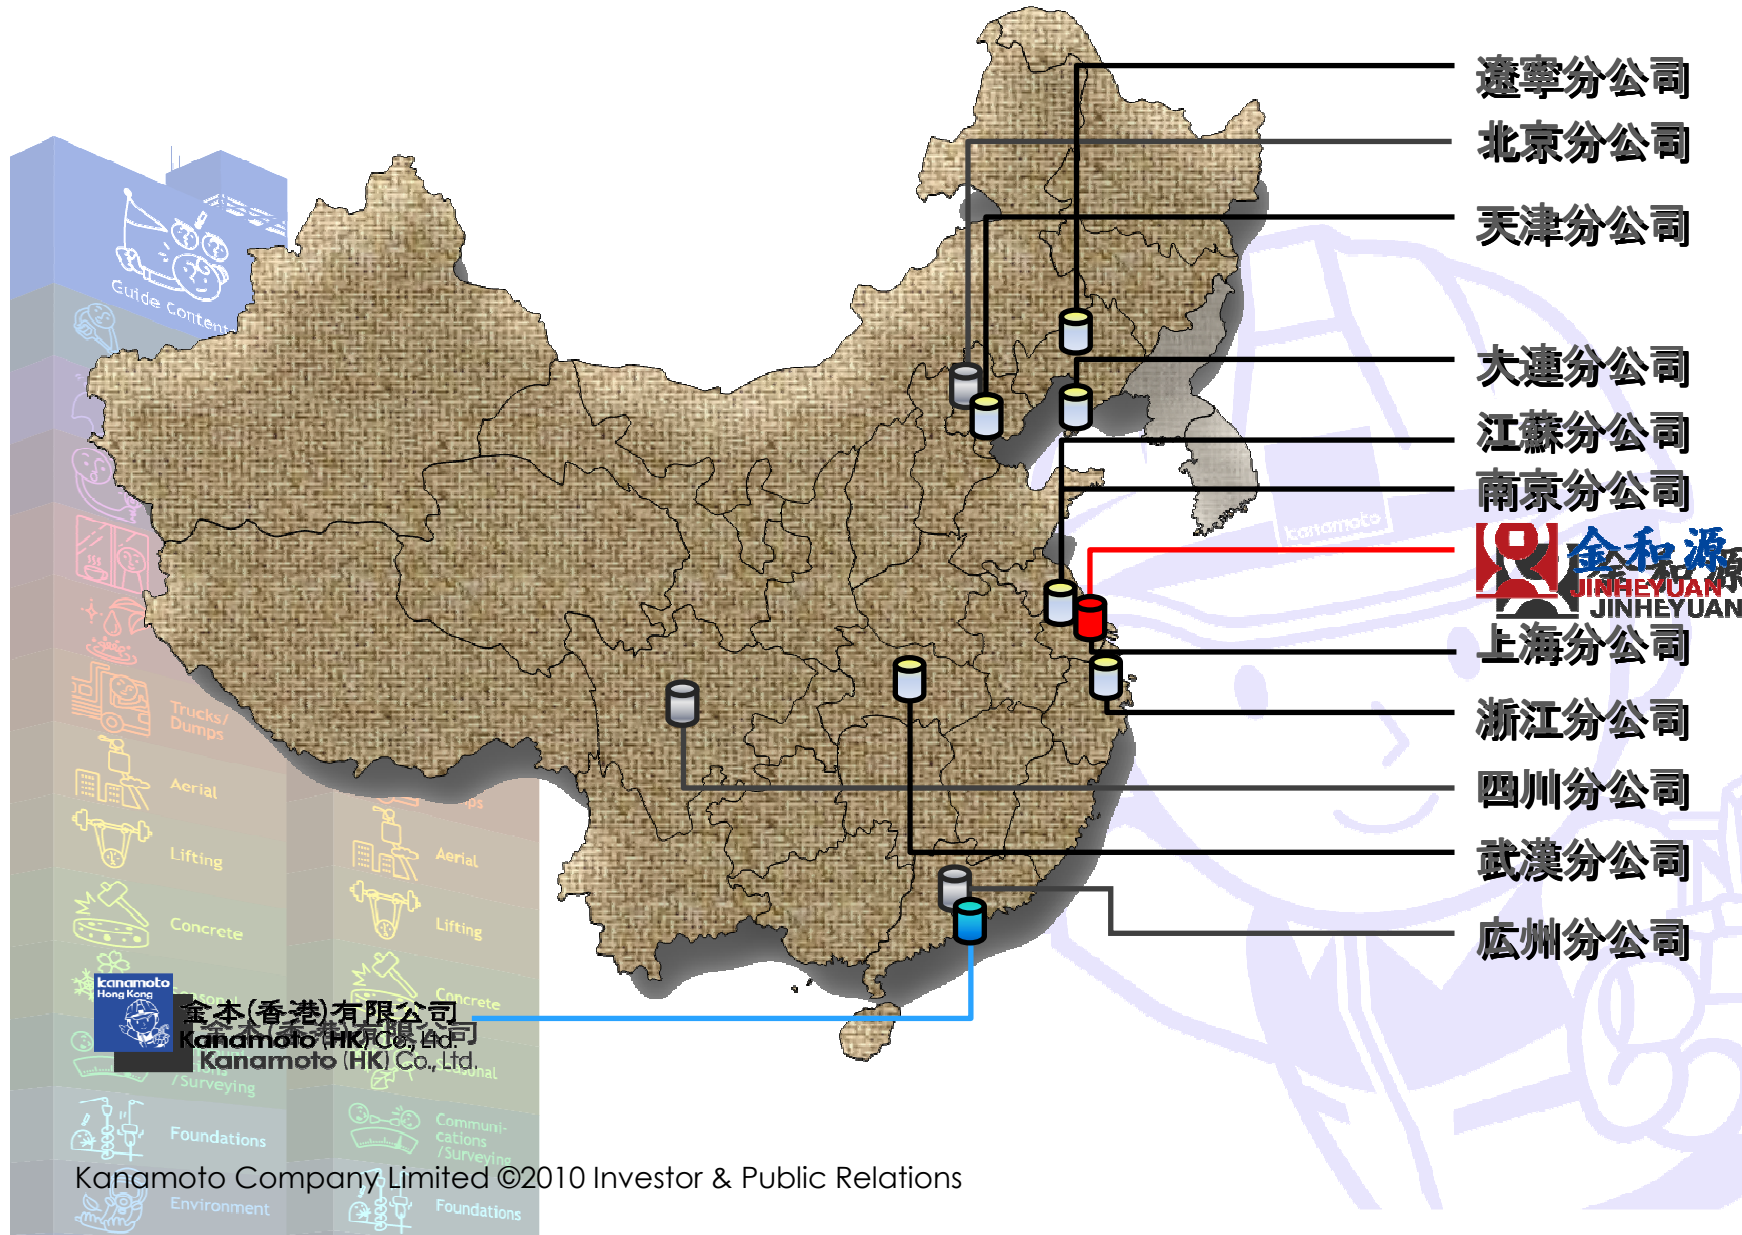 遼寧分公司
北京分公司
天津分公司
大連分公司
江蘇分公司
南京分公司
金和源
JINHEYUAN
上海分公司
浙江分公司
四川分公司
武漢分公司
広州分公司
kanamoto
Guide Content
Trucks/
Dumps
Aerial
Lifting
Concrete
Seasonal
/Surveying
Foundations
Environment
Aerial
Lifting
Concrete
Seasonal
Communi-
cations
/Surveying
Foundations
kanamoto
Hong Kong
金本(香港)有限公司
Kanamoto (HK) Co., Ltd.
Kanamoto Company Limited ©2010 Investor & Public Relations